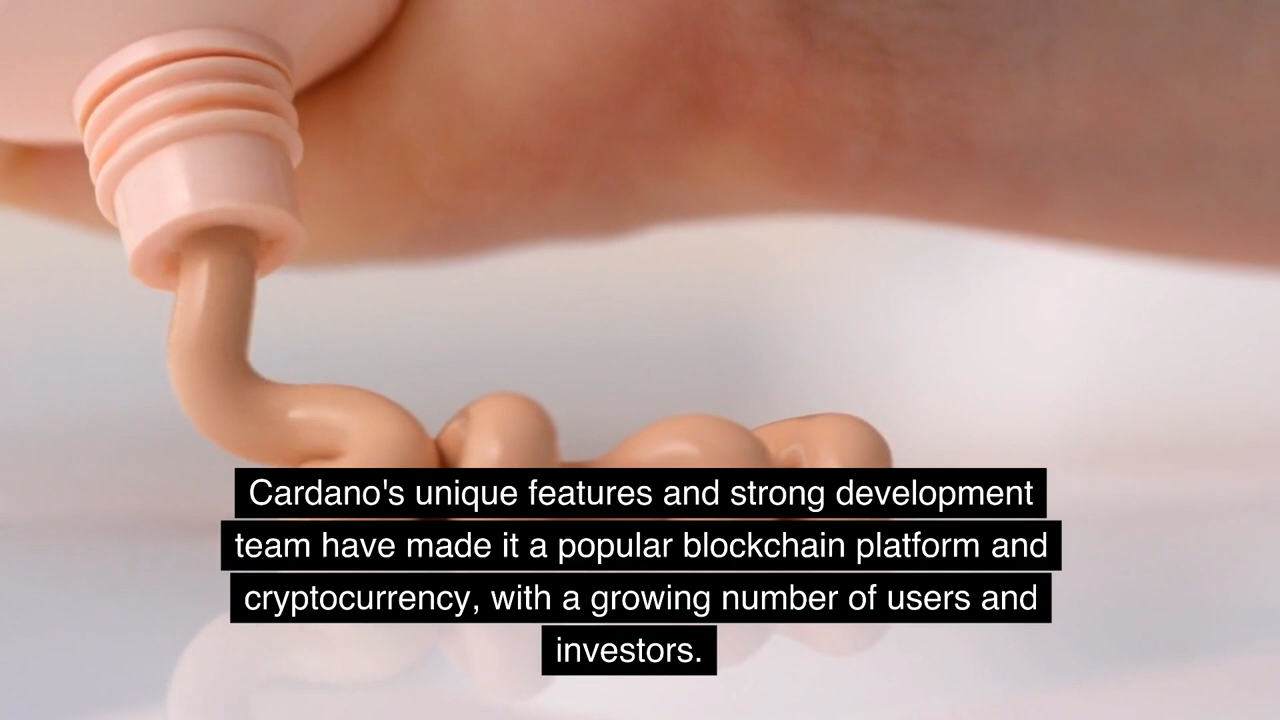 Cardano's unique features and strong development
team have made it a popular blockchain platform and
cryptocurrency, with a growing number of users and
investors.